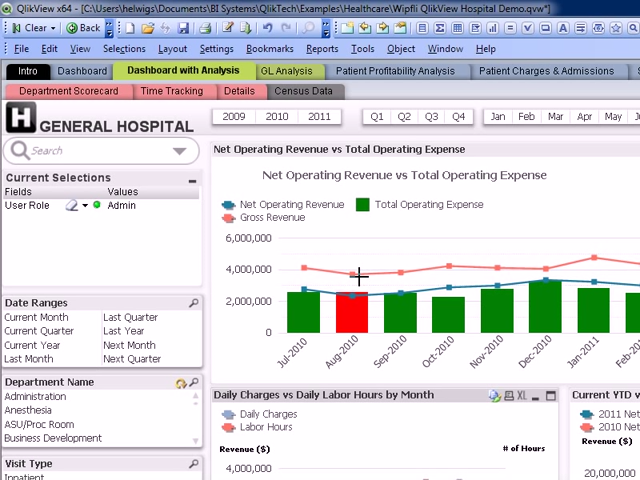 QlikView x64 - [C:\Users\helwigs\Documents\BI Systems\QlikTech\Examples\Healthcare\Wipfli QlikView Hospital Demo.qvw*]
Clear Back
File Edit View Selections Layout Settings Bookmarks Reports Tools Object Window Help
Intro Dashboard Dashboard with Analysis GL Analysis Patient Profitability Analysis Patient Charges & Admissions
Department Scorecard Time Tracking Details Census Data
H GENERAL HOSPITAL
2009 2010 2011 Q1 Q2 Q3 Q4 Jan Feb Mar Apr May
Search
Current Selections
Fields Values
User Role Admin
Net Operating Revenue vs Total Operating Expense
Net Operating Revenue vs Total Operating Expense
Net Operating Revenue Total Operating Expense
Gross Revenue
6,000,000
4,000,000
2,000,000
0
Jul-2010 Aug-2010 Sep-2010 Oct-2010 Nov-2010 Dec-2010 Jan-2011 Feb-20
Date Ranges
Current Month Last Quarter
Current Quarter Last Year
Current Year Next Month
Last Month Next Quarter
Department Name
Administration
Anesthesia
ASU/Proc Room
Business Development
Visit Type
Inpatient
Daily Charges vs Daily Labor Hours by Month XL
Daily Charges
Labor Hours
Revenue ($) # of Hours
4,000,000
Current YTD v
2011 Net
2010 Net
Revenue ($)
20,000,000